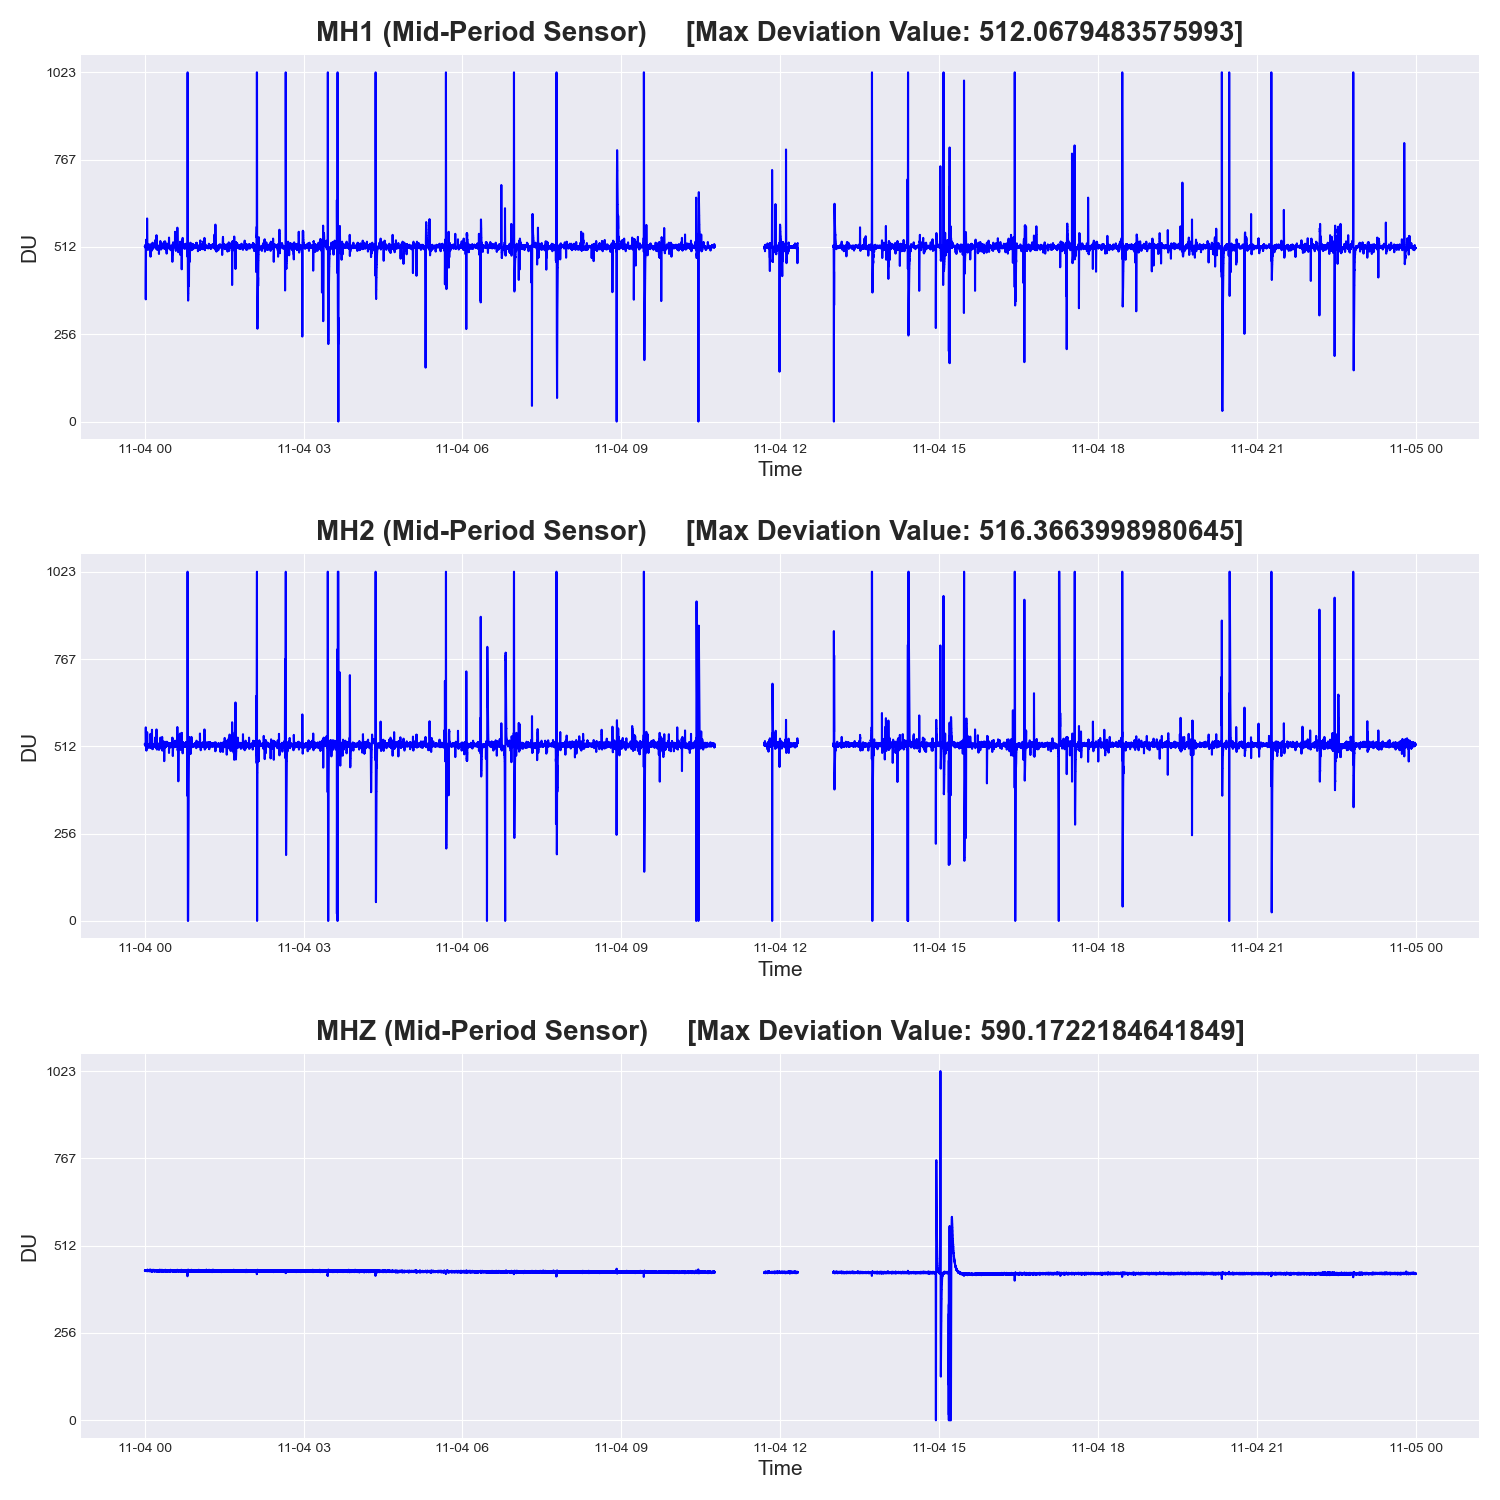 MH1 (Mid-Period Sensor) [Max Deviation Value: 512.0679483575993]
1023
767
512
256
0
DU
11-04 00 11-04 03 11-04 06 11-04 09 11-04 12 11-04 15 11-04 18 11-04 21 11-05 00
Time
MH2 (Mid-Period Sensor) [Max Deviation Value: 516.3663998980645]
1023
767
512
256
0
DU
11-04 00 11-04 03 11-04 06 11-04 09 11-04 12 11-04 15 11-04 18 11-04 21 11-05 00
Time
MHZ (Mid-Period Sensor) [Max Deviation Value: 590.1722184641849]
1023
767
512
256
0
DU
11-04 00 11-04 03 11-04 06 11-04 09 11-04 12 11-04 15 11-04 18 11-04 21 11-05 00
Time